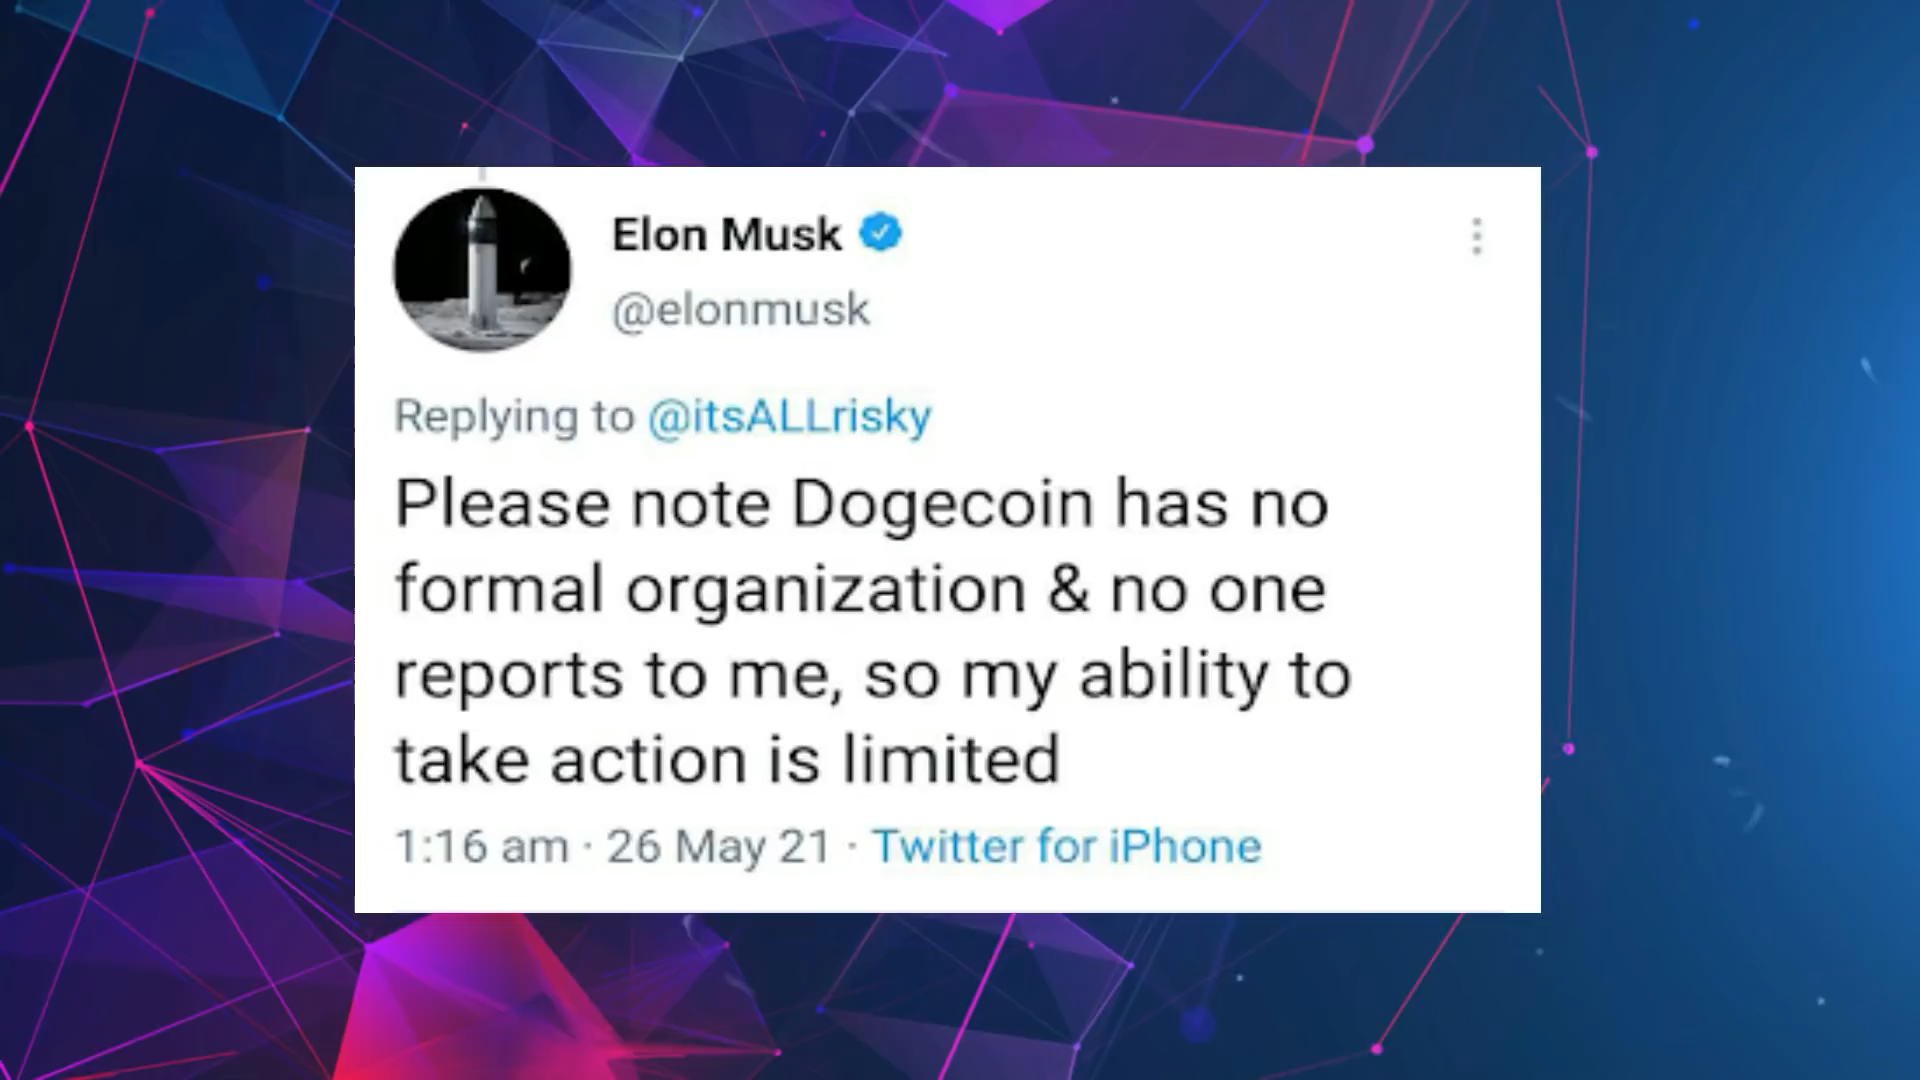 Elon Musk
@elonmusk
Replying to @itsALLrisky
Please note Dogecoin has no
formal organization & no one
reports to me, so my ability to
take action is limited
1:16 am · 26 May 21 · Twitter for iPhone